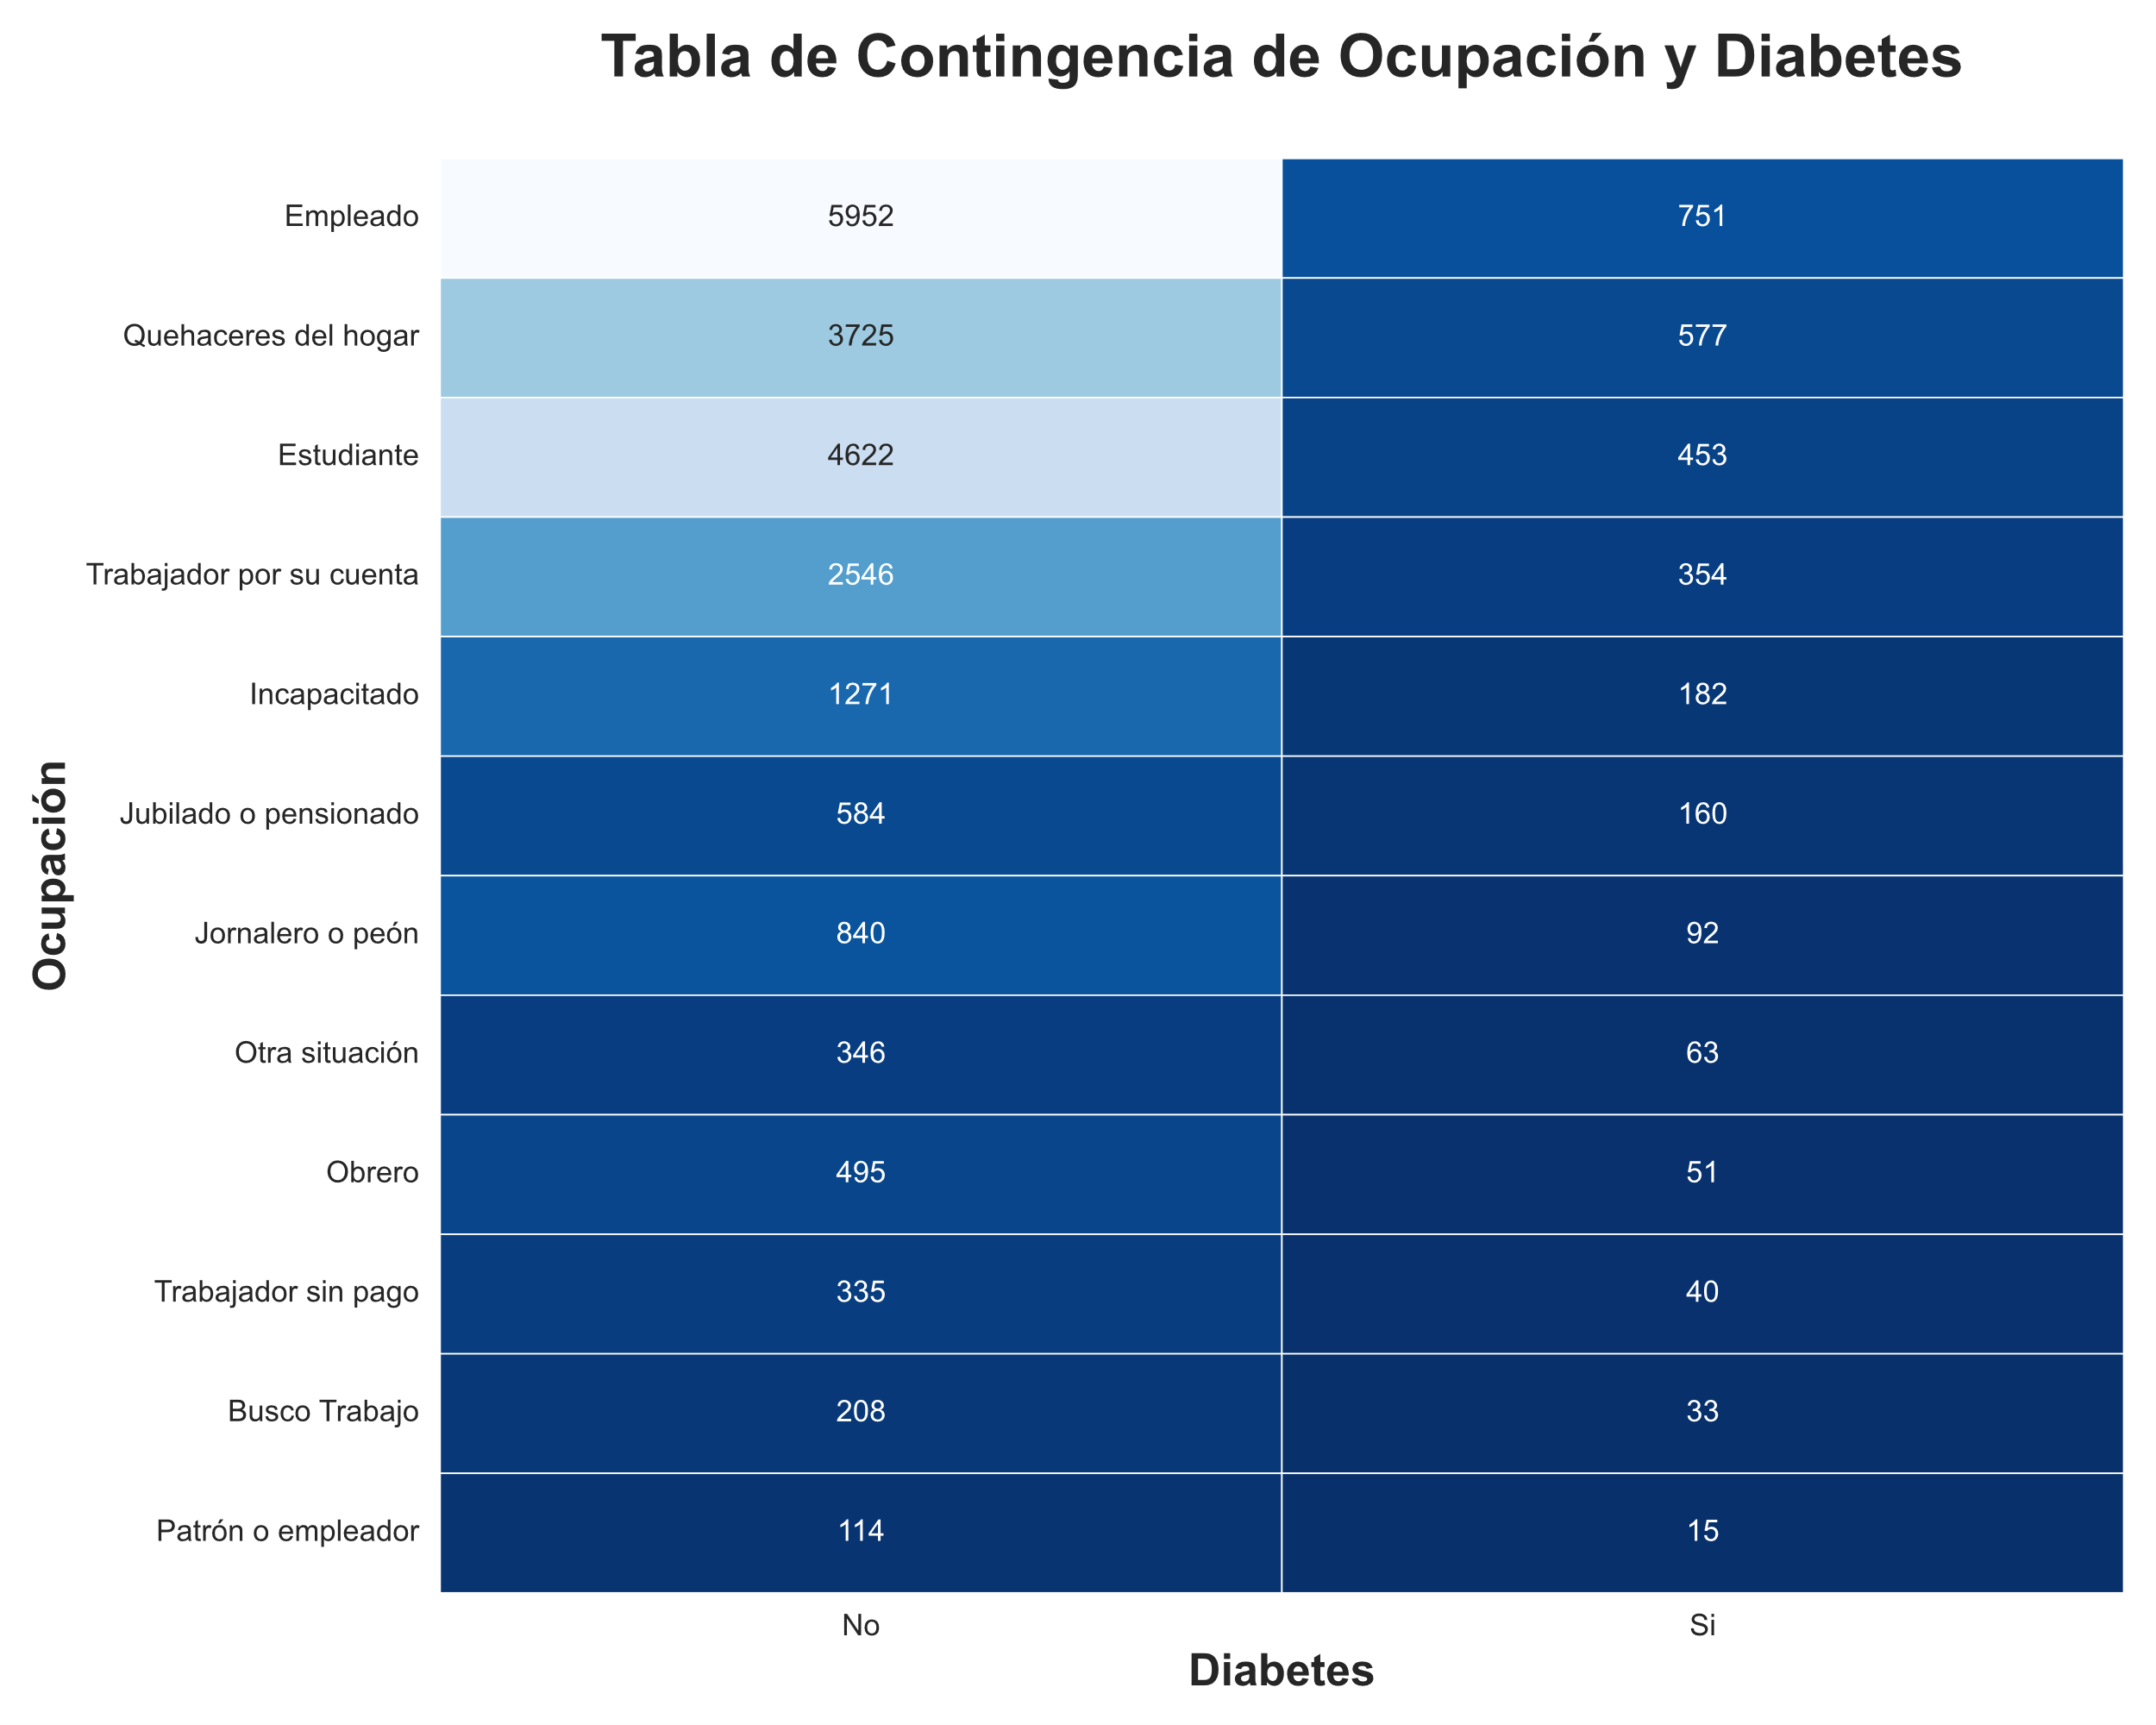 Tabla de Contingencia de Ocupación y Diabetes
Empleado 5952 751
Quehaceres del hogar 3725 577
Estudiante 4622 453
Trabajador por su cuenta 2546 354
Incapacitado 1271 182
Jubilado o pensionado 584 160
Jornalero o peón 840 92
Otra situación 346 63
Obrero 495 51
Trabajador sin pago 335 40
Busco Trabajo 208 33
Patrón o empleador 114 15
Ocupación
No Si
Diabetes